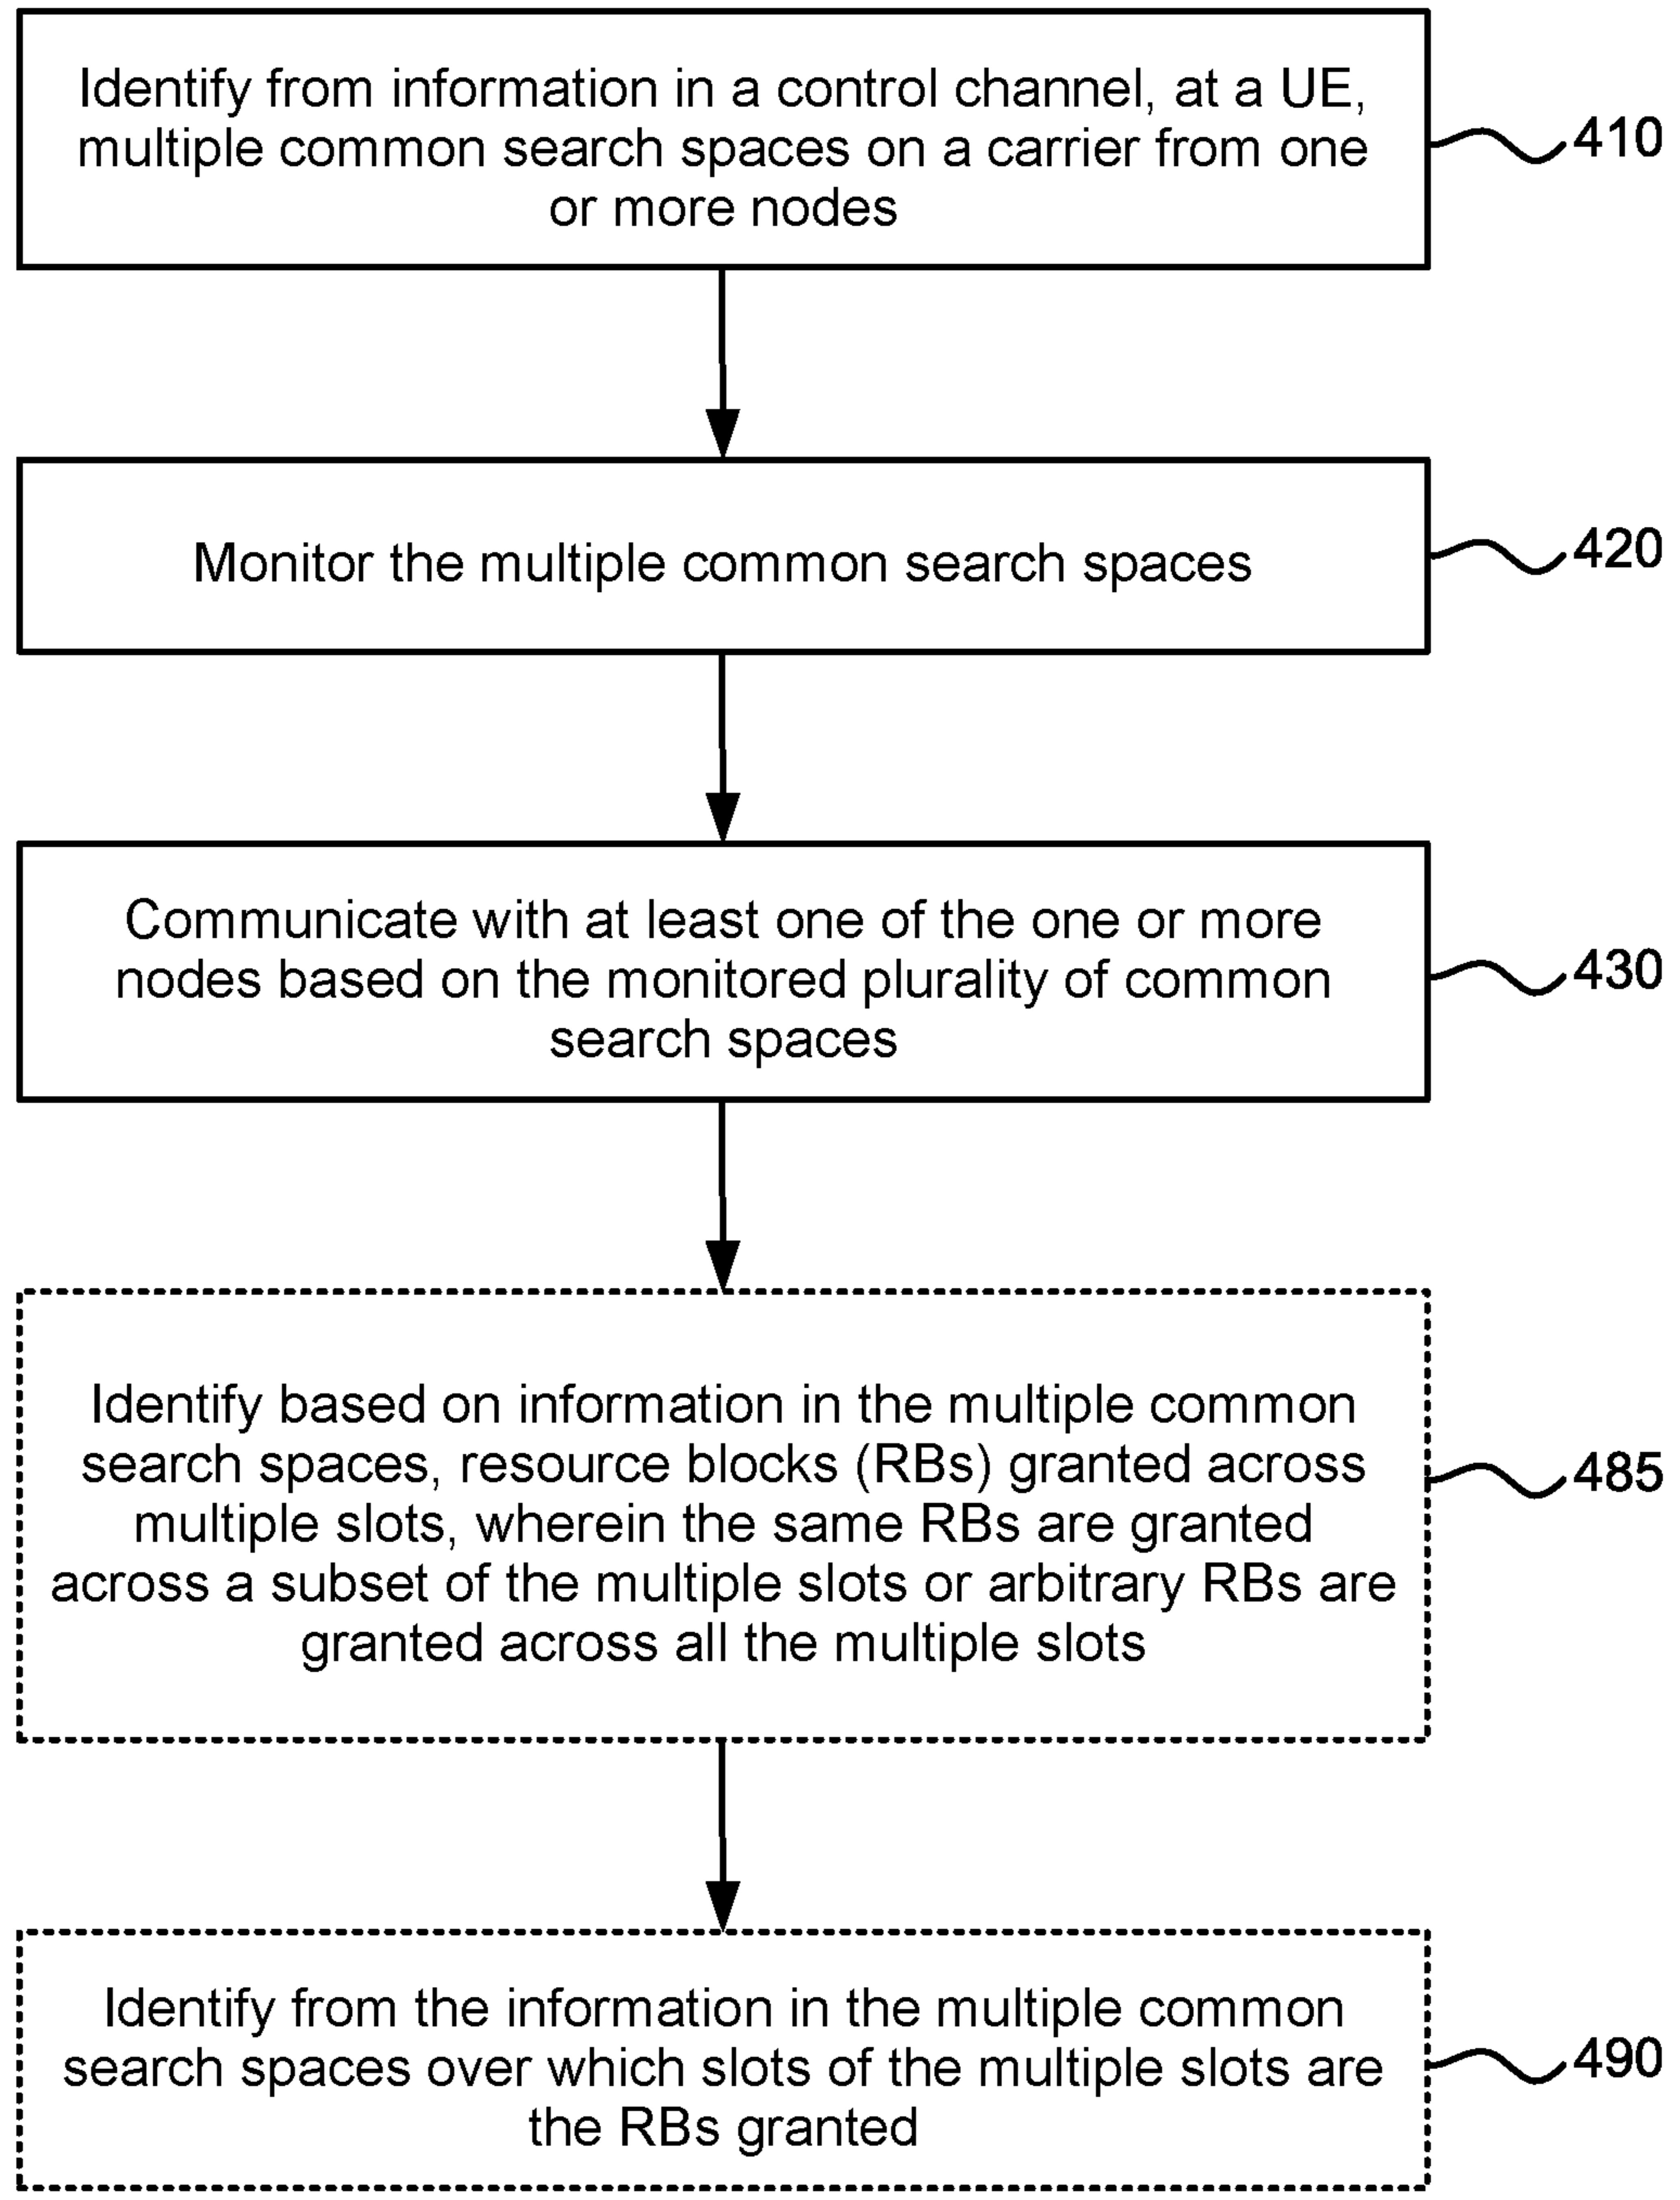 Identify from information in a control channel, at a UE,
multiple common search spaces on a carrier from one
or more nodes
410
Monitor the multiple common search spaces
420
Communicate with at least one of the one or more
nodes based on the monitored plurality of common
search spaces
430
Identify based on information in the multiple common
search spaces, resource blocks (RBs) granted across
multiple slots, wherein the same RBs are granted
across a subset of the multiple slots or arbitrary RBs are
granted across all the multiple slots
485
Identify from the information in the multiple common
search spaces over which slots of the multiple slots are
the RBs granted
490